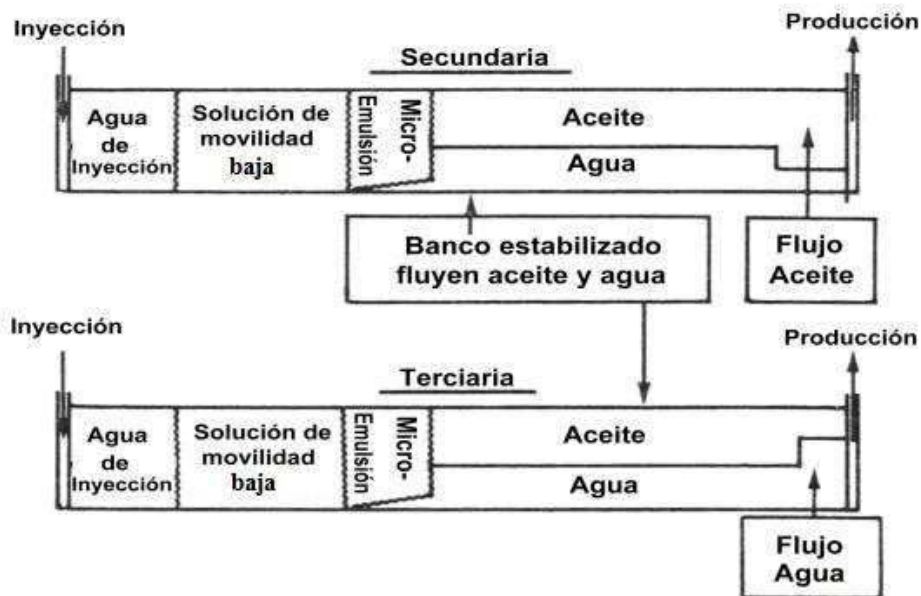 Inyección
Producción
Secundaria
Agua
de
Inyección
Solución de
movilidad
baja
Micro-
Emulsión
Aceite
Agua
Banco estabilizado
fluyen aceite y agua
Flujo
Aceite
Inyección
Producción
Terciaria
Agua
de
Inyección
Solución de
movilidad
baja
Micro-
Emulsión
Aceite
Agua
Flujo
Agua